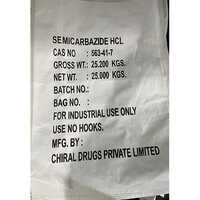 SEMICARBAZIDE HCL
CAS NO : 563-41-7
GROSS WT.: 25.200 KGS.
NET WT. : 25.000 KGS.
BATCH NO.:
BAG NO. :
FOR INDUSTRIAL USE ONLY
USE NO HOOKS.
MFG. BY :
CHIRAL DRUGS PRIVATE LIMITED